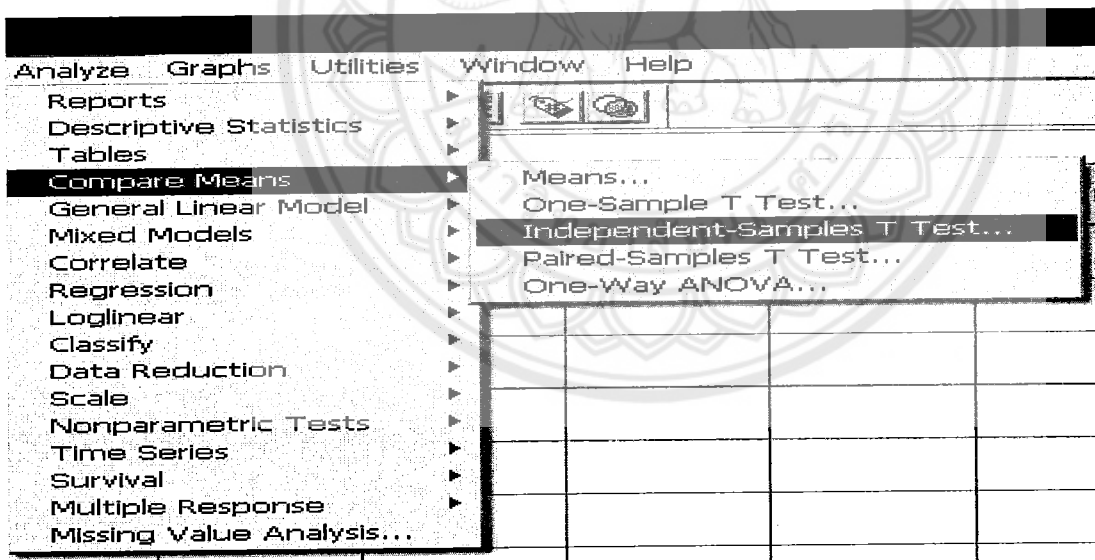 Analyze Graphs Utilities Window Help
Reports
Descriptive Statistics
Tables
Compare Means
General Linear Model
Mixed Models
Correlate
Regression
Loglinear
Classify
Data Reduction
Scale
Nonparametric Tests
Time Series
Survival
Multiple Response
Missing Value Analysis...
Means...
One-Sample T Test...
Independent-Samples T Test...
Paired-Samples T Test...
One-Way ANOVA...